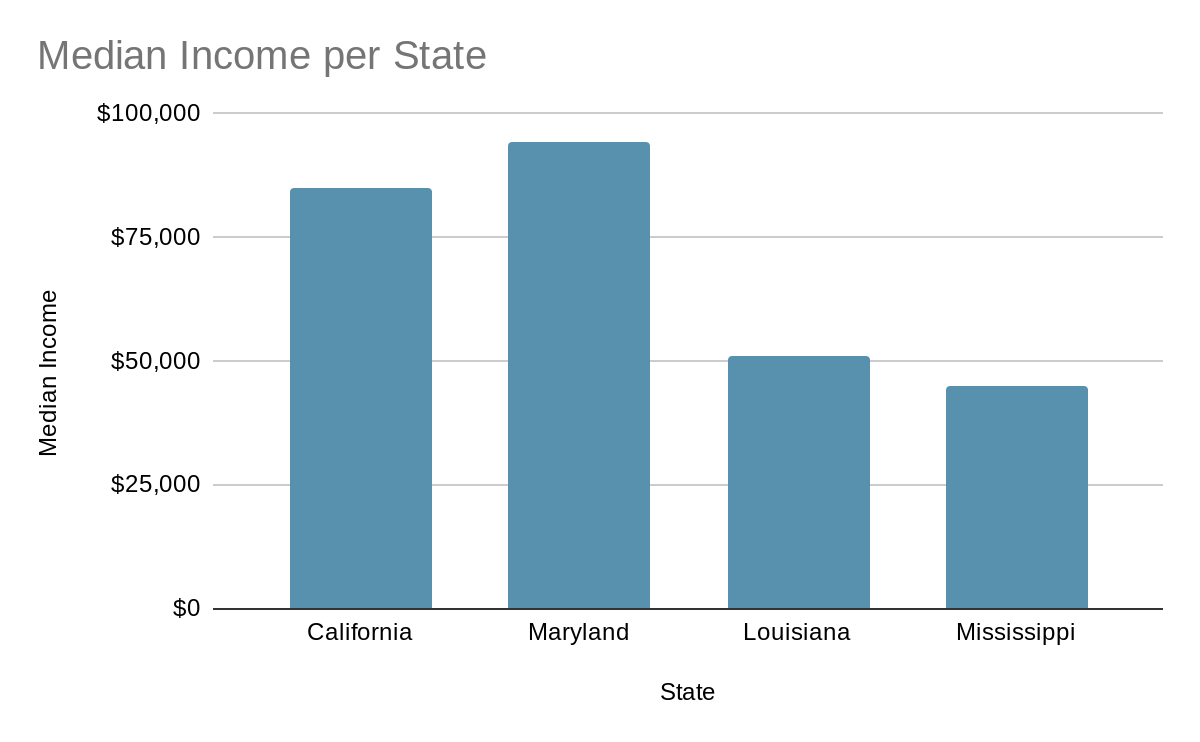 Median Income per State
$100,000
$75,000
$50,000
$25,000
$0
Median Income
California
Maryland
Louisiana
Mississippi
State